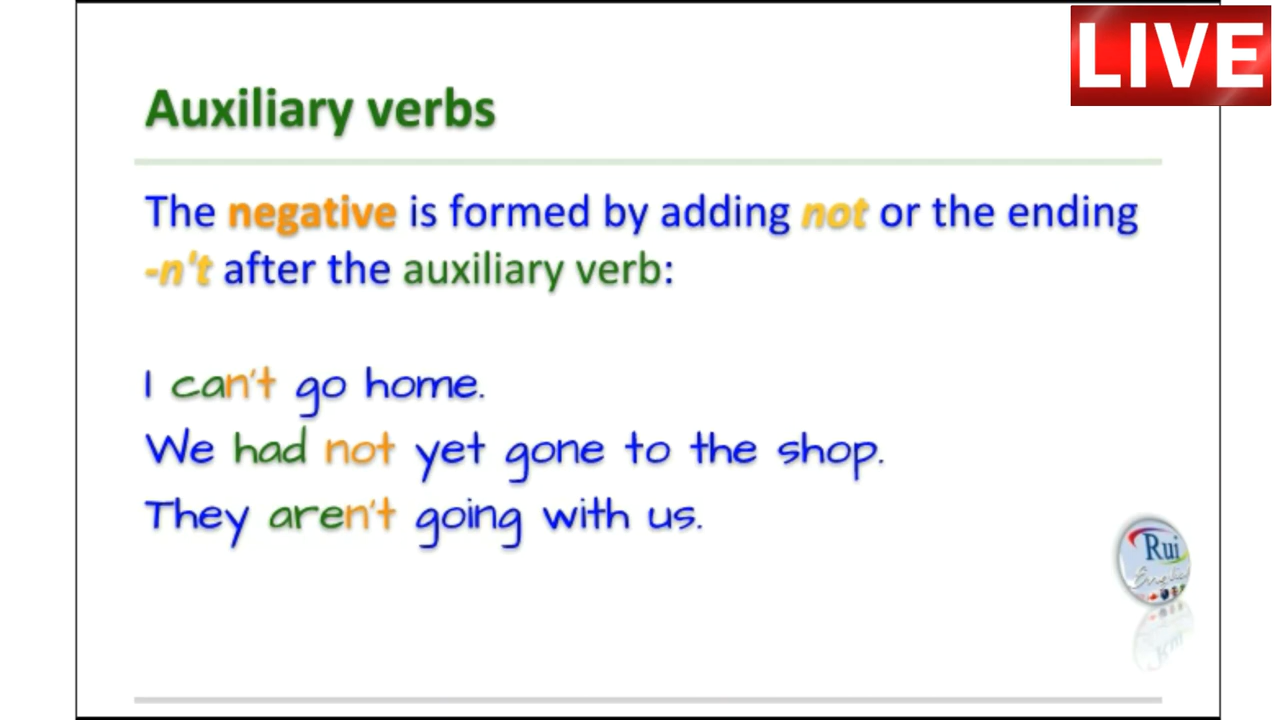 LIVE
Auxiliary verbs
The negative is formed by adding not or the ending
-n't after the auxiliary verb:
I can't go home.
We had not yet gone to the shop.
They aren't going with us.
Rui
English